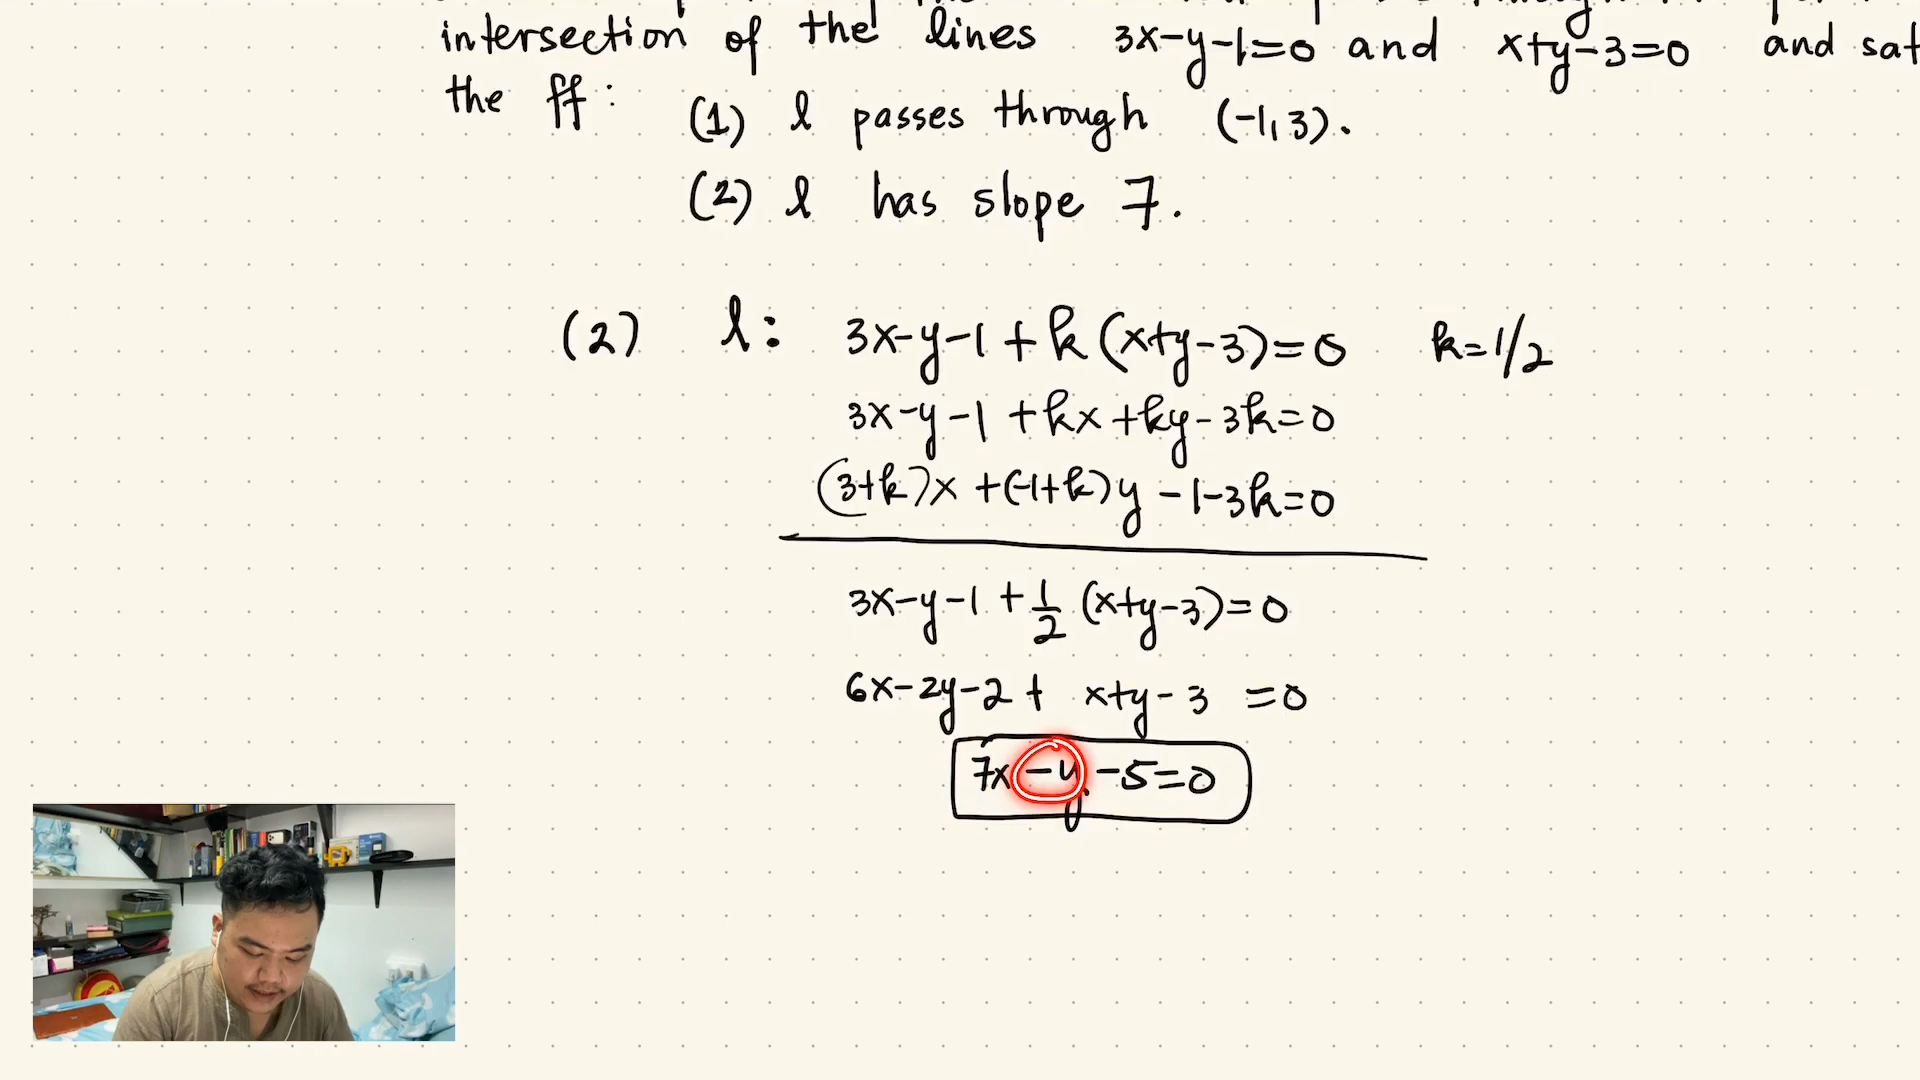 intersection of the lines 3x-y-1=0 and x+y-3=0 and
the ff:
(1) l passes through (-1,3).
(2) l has slope 7.
(2) l: 3x-y-1+k(x+y-3)=0 k=1/2
3x-y-1+kx+ky-3k=0
(3+k)x+(-1+k)y-1-3k=0
3x-y-1+1/2(x+y-3)=0
6x-2y-2+x+y-3=0
7x-y-5=0